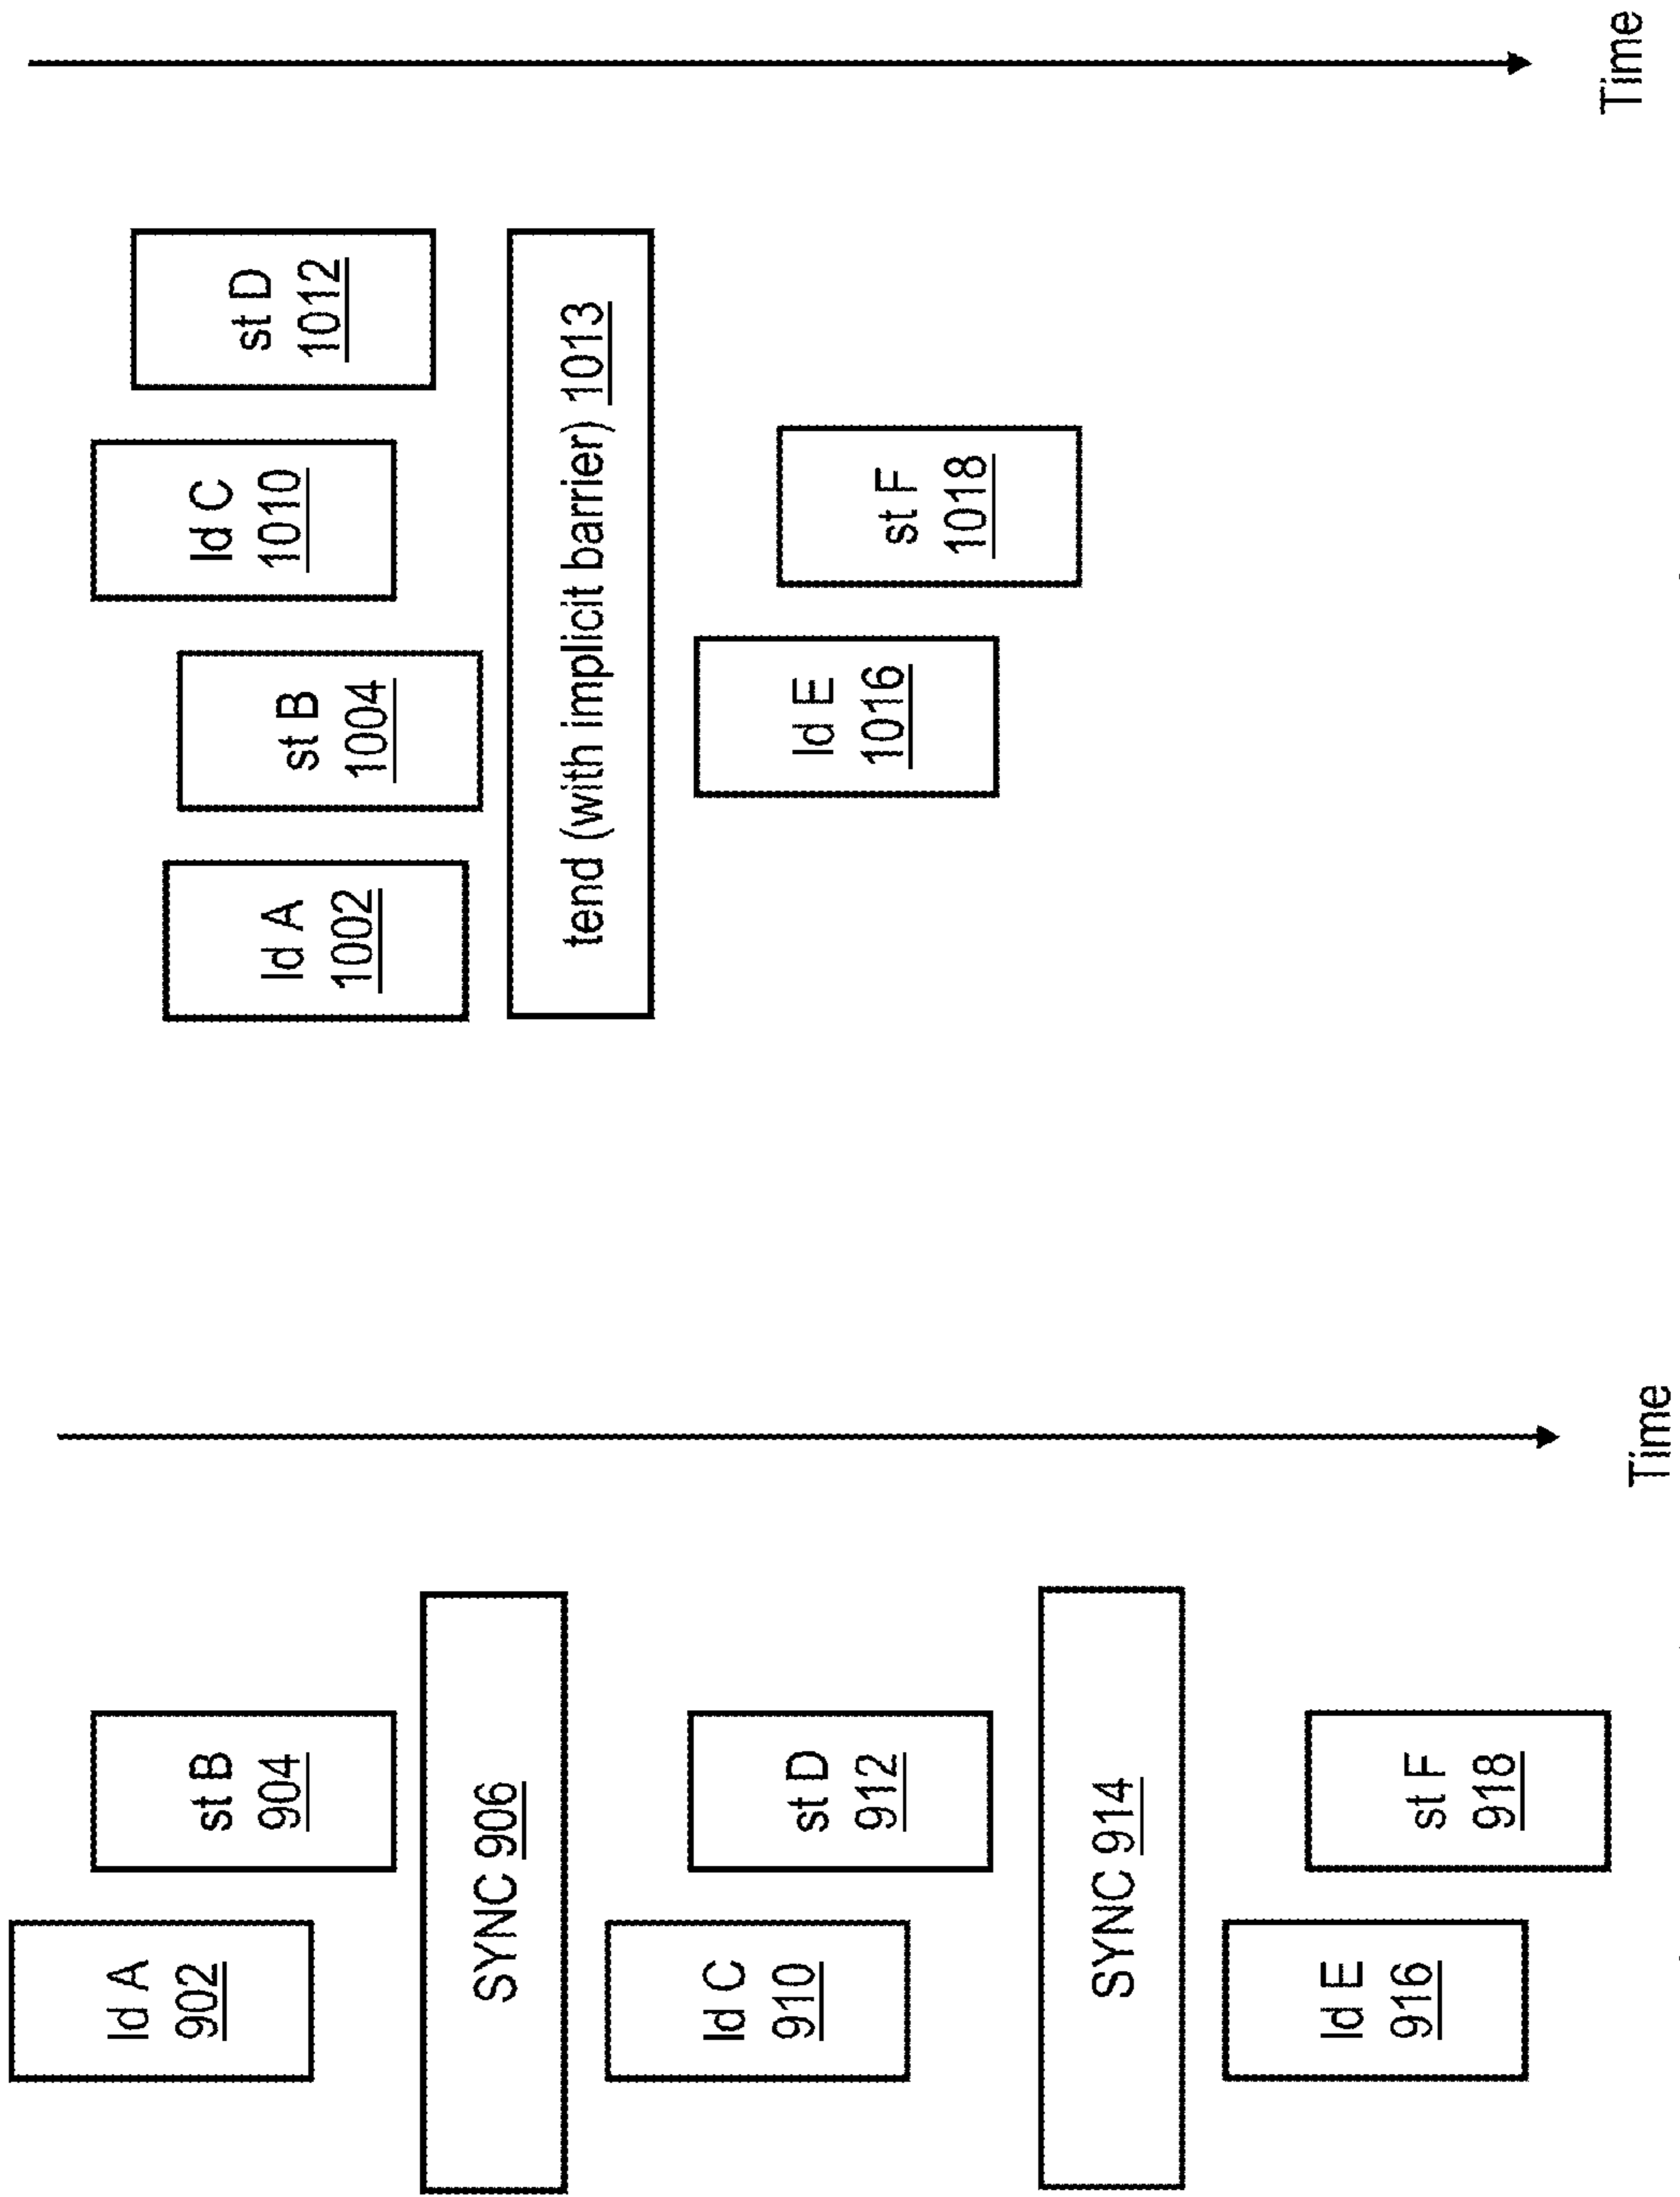 ld A
902
st B
904
SYNC 906
ld C
910
st D
912
SYNC 914
ld E
916
st F
918
Time
ld A
1002
st B
1004
ld C
1010
st D
1012
tend (with implicit barrier) 1013
ld E
1016
st F
1018
Time